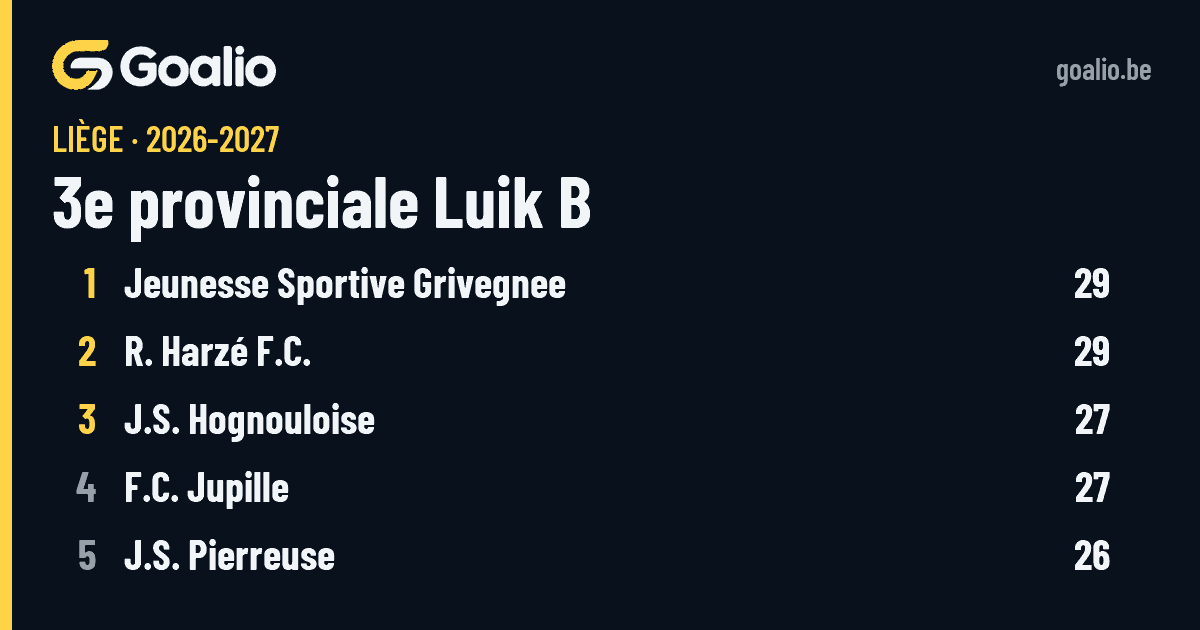 Goalio
goalio.be
LIÈGE · 2026-2027
3e provinciale Luik B
1 Jeunesse Sportive Grivegnee 29
2 R. Harzé F.C. 29
3 J.S. Hognouloise 27
4 F.C. Jupille 27
5 J.S. Pierreuse 26